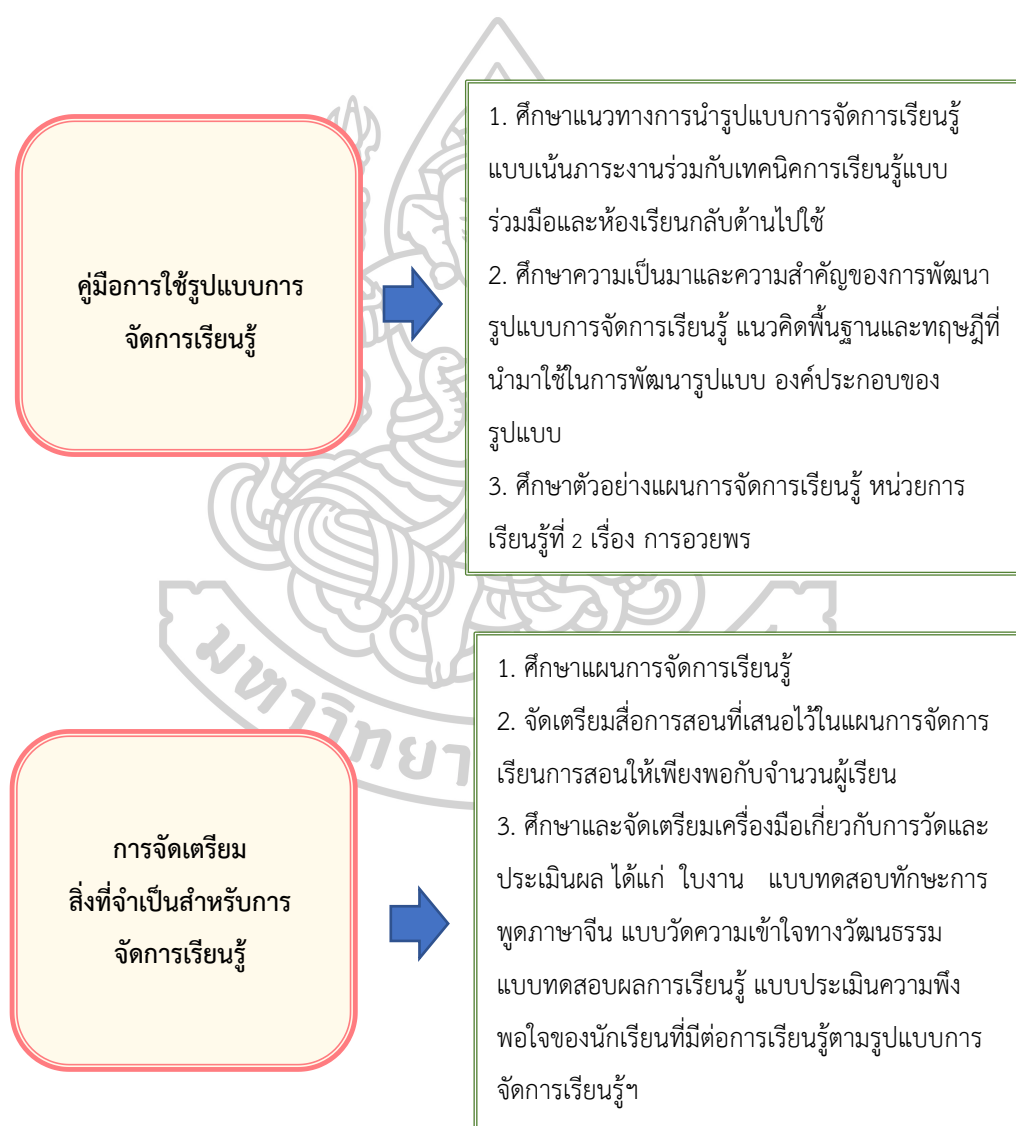 คู่มือการใช้รูปแบบการ
จัดการเรียนรู้
1. ศึกษาแนวทางการนำรูปแบบการจัดการเรียนรู้
แบบเน้นภาระงานร่วมกับเทคนิคการเรียนรู้แบบ
ร่วมมือและห้องเรียนกลับด้านไปใช้
2. ศึกษาความเป็นมาและความสำคัญของการพัฒนา
รูปแบบการจัดการเรียนรู้ แนวคิดพื้นฐานและทฤษฎีที่
นำมาใช้ในการพัฒนารูปแบบ องค์ประกอบของ
รูปแบบ
3. ศึกษาตัวอย่างแผนการจัดการเรียนรู้ หน่วยการ
เรียนรู้ที่ 2 เรื่อง การอวยพร
การจัดเตรียม
สิ่งที่จำเป็นสำหรับการ
จัดการเรียนรู้
1. ศึกษาแผนการจัดการเรียนรู้
2. จัดเตรียมสื่อการสอนที่เสนอไว้ในแผนการจัดการ
เรียนการสอนให้เพียงพอกับจำนวนผู้เรียน
3. ศึกษาและจัดเตรียมเครื่องมือเกี่ยวกับการวัดและ
ประเมินผล ได้แก่ ใบงาน แบบทดสอบทักษะการ
พูดภาษาจีน แบบวัดความเข้าใจทางวัฒนธรรม
แบบทดสอบผลการเรียนรู้ แบบประเมินความพึง
พอใจของนักเรียนที่มีต่อการเรียนรู้ตามรูปแบบการ
จัดการเรียนรู้ฯ
มหาวิทยา